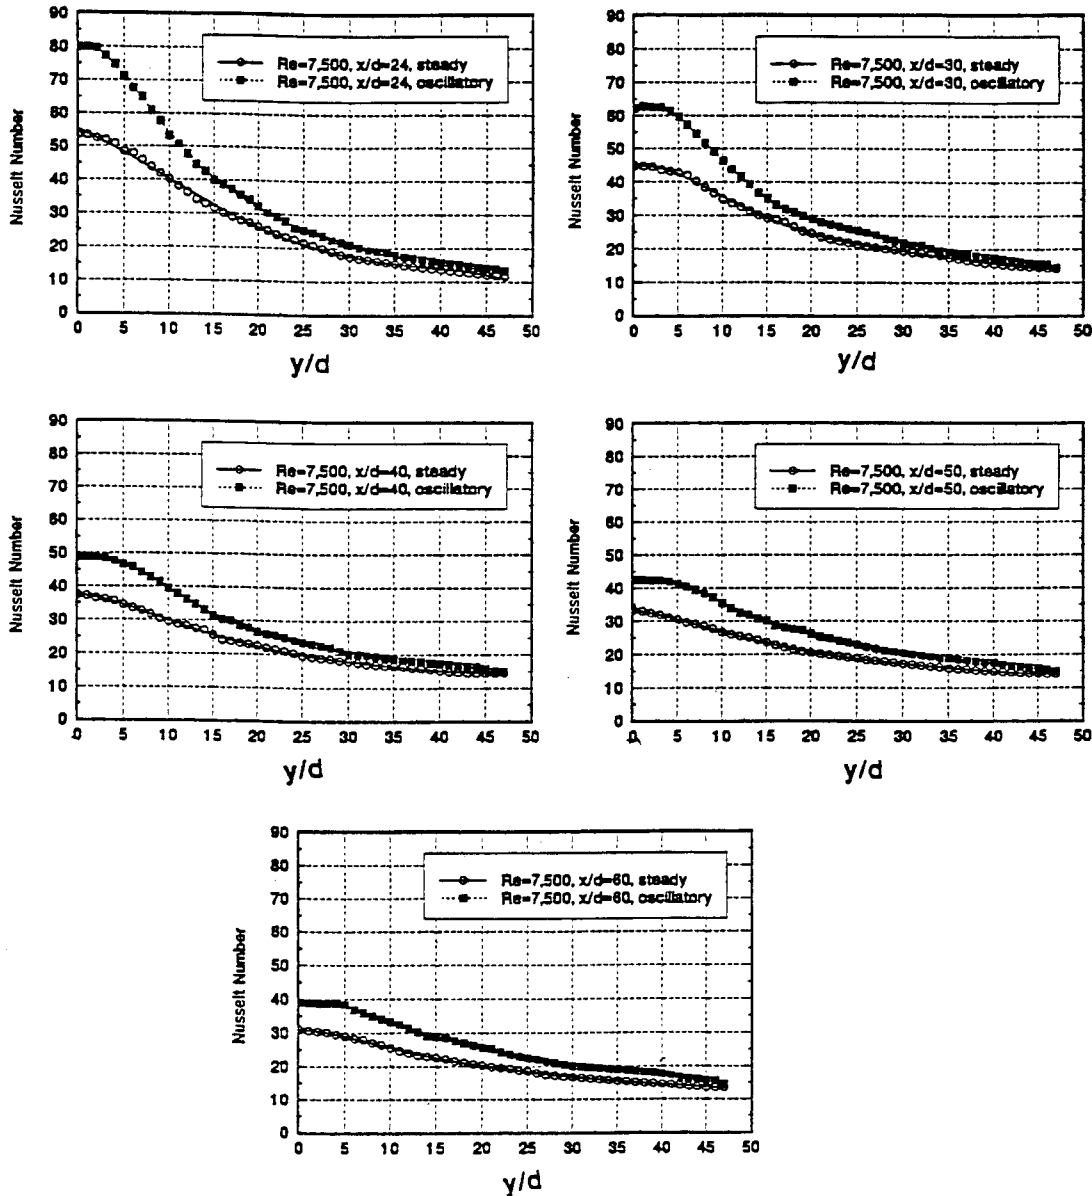 90
80
70
60
50
40
30
20
10
0
Nusselt Number
Re=7,500, x/d=24, steady
Re=7,500, x/d=24, oscillatory
0 5 10 15 20 25 30 35 40 45 50
y/d
90
80
70
60
50
40
30
20
10
0
Nusselt Number
Re=7,500, x/d=30, steady
Re=7,500, x/d=30, oscillatory
0 5 10 15 20 25 30 35 40 45 50
y/d
90
80
70
60
50
40
30
20
10
0
Nusselt Number
Re=7,500, x/d=40, steady
Re=7,500, x/d=40, oscillatory
0 5 10 15 20 25 30 35 40 45 50
y/d
90
80
70
60
50
40
30
20
10
0
Nusselt Number
Re=7,500, x/d=50, steady
Re=7,500, x/d=50, oscillatory
0 5 10 15 20 25 30 35 40 45 50
y/d
90
80
70
60
50
40
30
20
10
0
Nusselt Number
Re=7,500, x/d=60, steady
Re=7,500, x/d=60, oscillatory
0 5 10 15 20 25 30 35 40 45 50
y/d